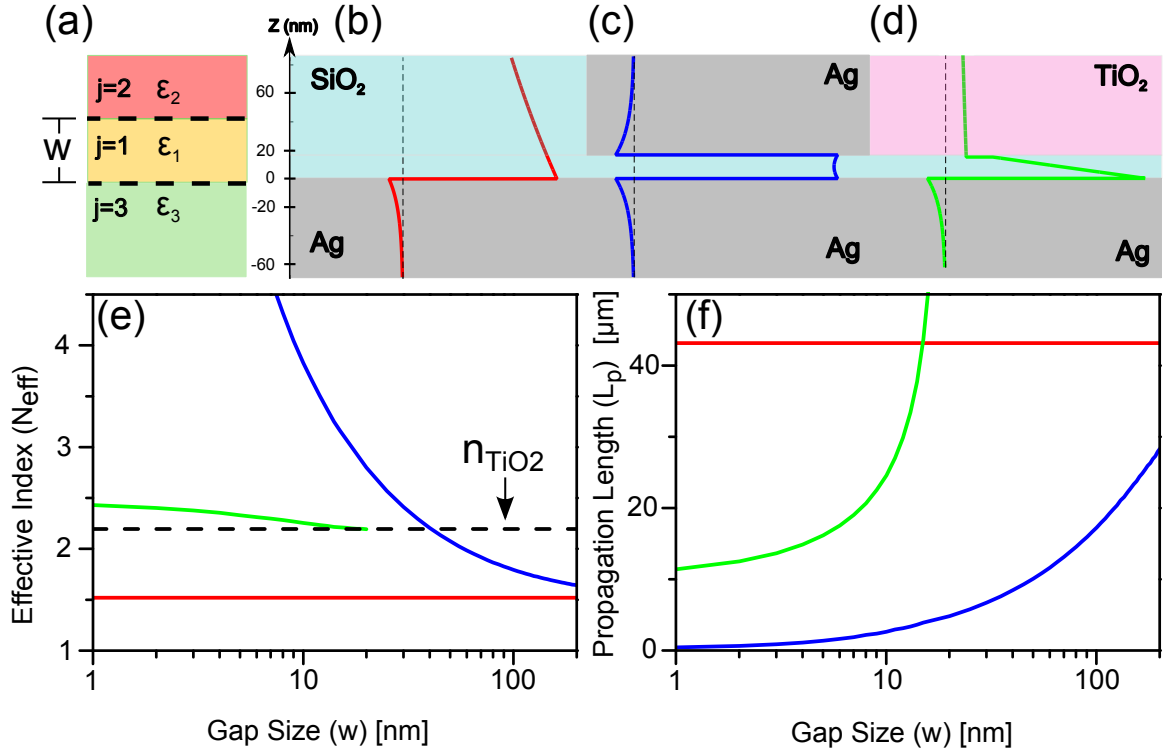 (a)
z (nm)
(b)
(c)
(d)
j=2 ε₂
W
j=1 ε₁
j=3 ε₃
60
20
0
-20
-60
SiO₂
Ag
Ag
Ag
TiO₂
Ag
(e)
Effective Index (Neff)
4
3
2
1
nTiO2
1
10
100
Gap Size (w) [nm]
(f)
Propagation Length (Lp) [µm]
40
20
0
1
10
100
Gap Size (w) [nm]